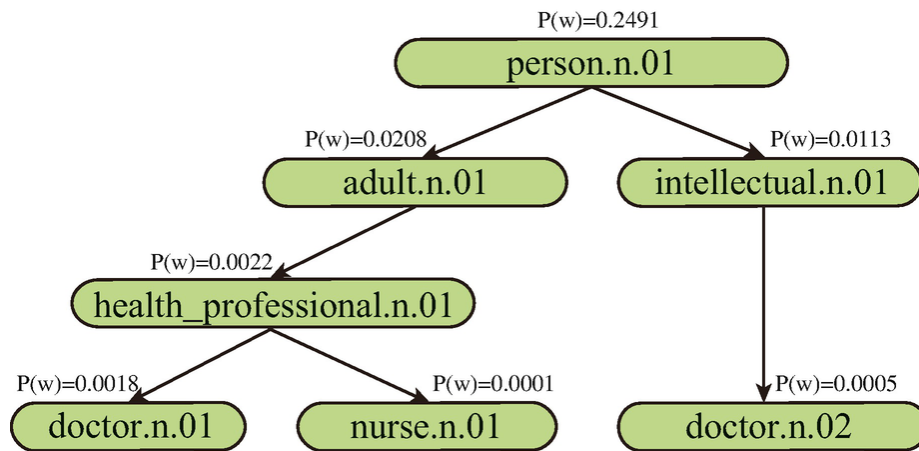 P(w)=0.2491
person.n.01
P(w)=0.0208
P(w)=0.0113
adult.n.01
intellectual.n.01
P(w)=0.0022
health_professional.n.01
P(w)=0.0018
P(w)=0.0001
P(w)=0.0005
doctor.n.01
nurse.n.01
doctor.n.02